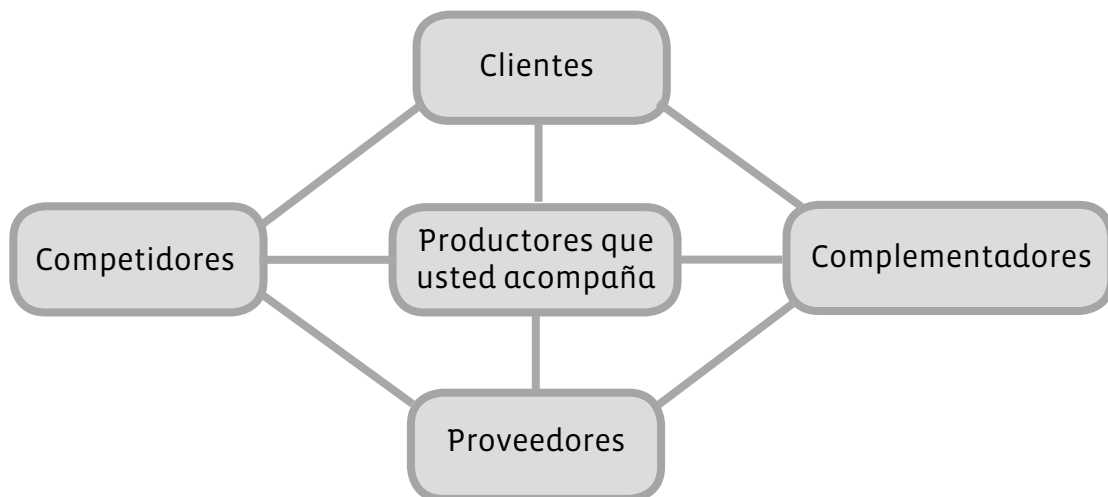 Clientes
Competidores
Productores que
usted acompaña
Complementadores
Proveedores